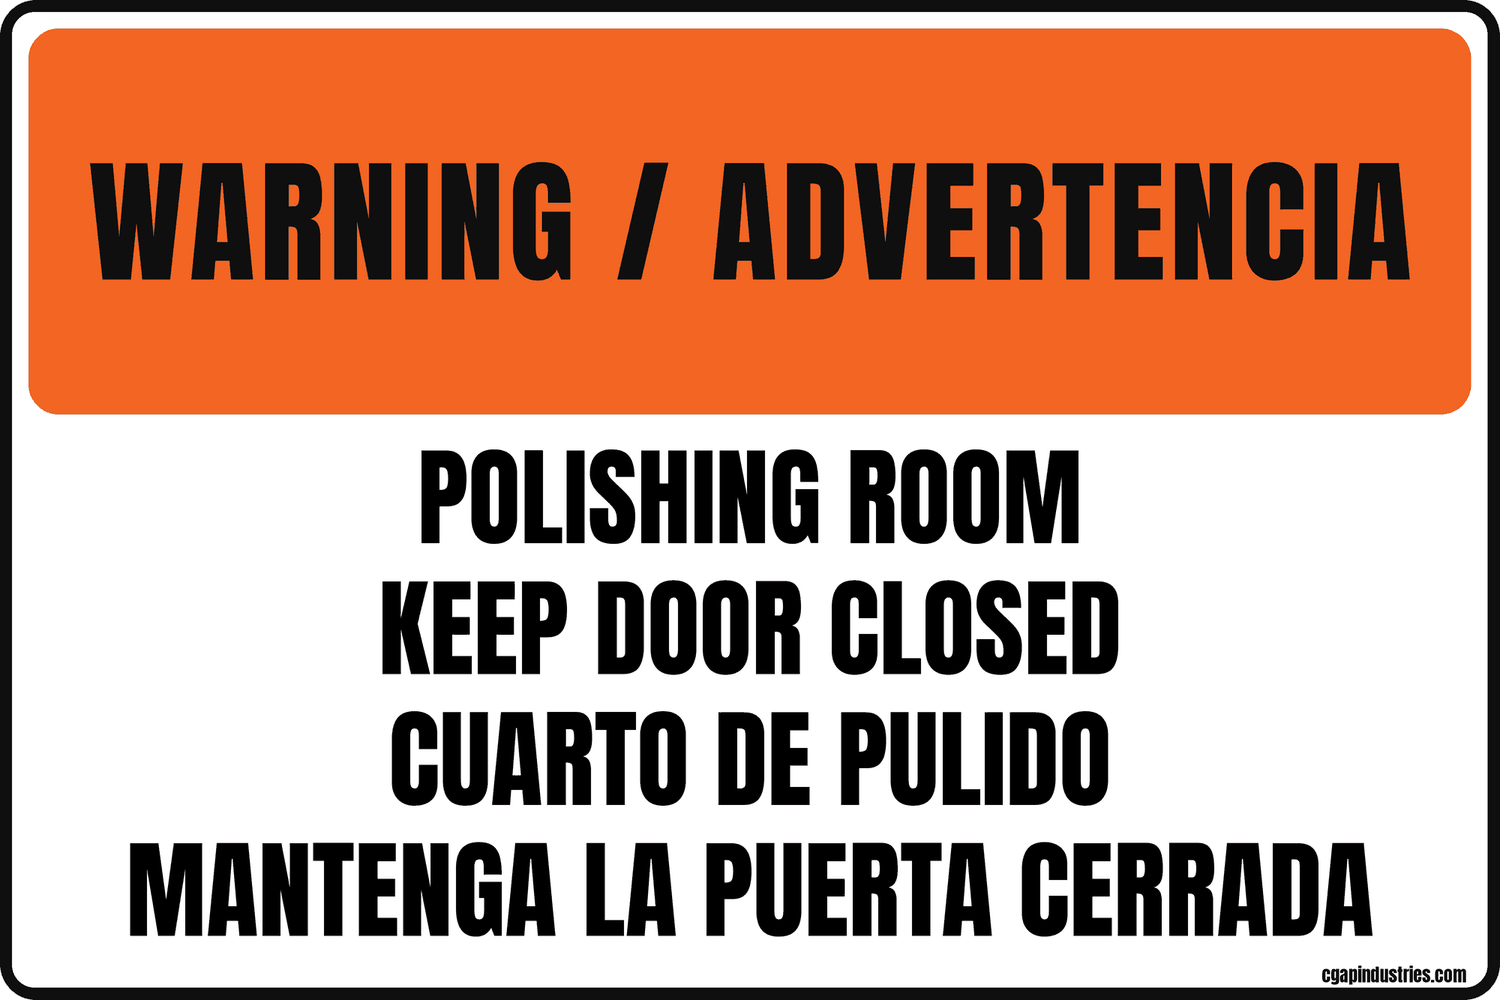 WARNING / ADVERTENCIA
POLISHING ROOM
KEEP DOOR CLOSED
CUARTO DE PULIDO
MANTENGA LA PUERTA CERRADA
cgapindustries.com